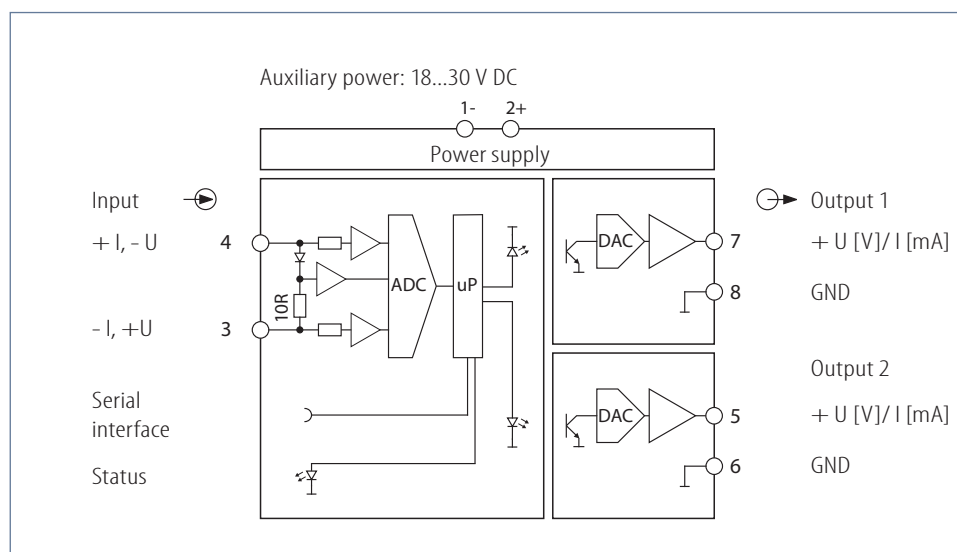 Auxiliary power: 18...30 V DC
1- 2+
Power supply
Input
Output 1
+ I, - U 4
ADC
uP
DAC
7 + U [V]/ I [mA]
10R
8 GND
- I, +U 3
Output 2
Serial
interface
DAC
5 + U [V]/ I [mA]
Status
6 GND